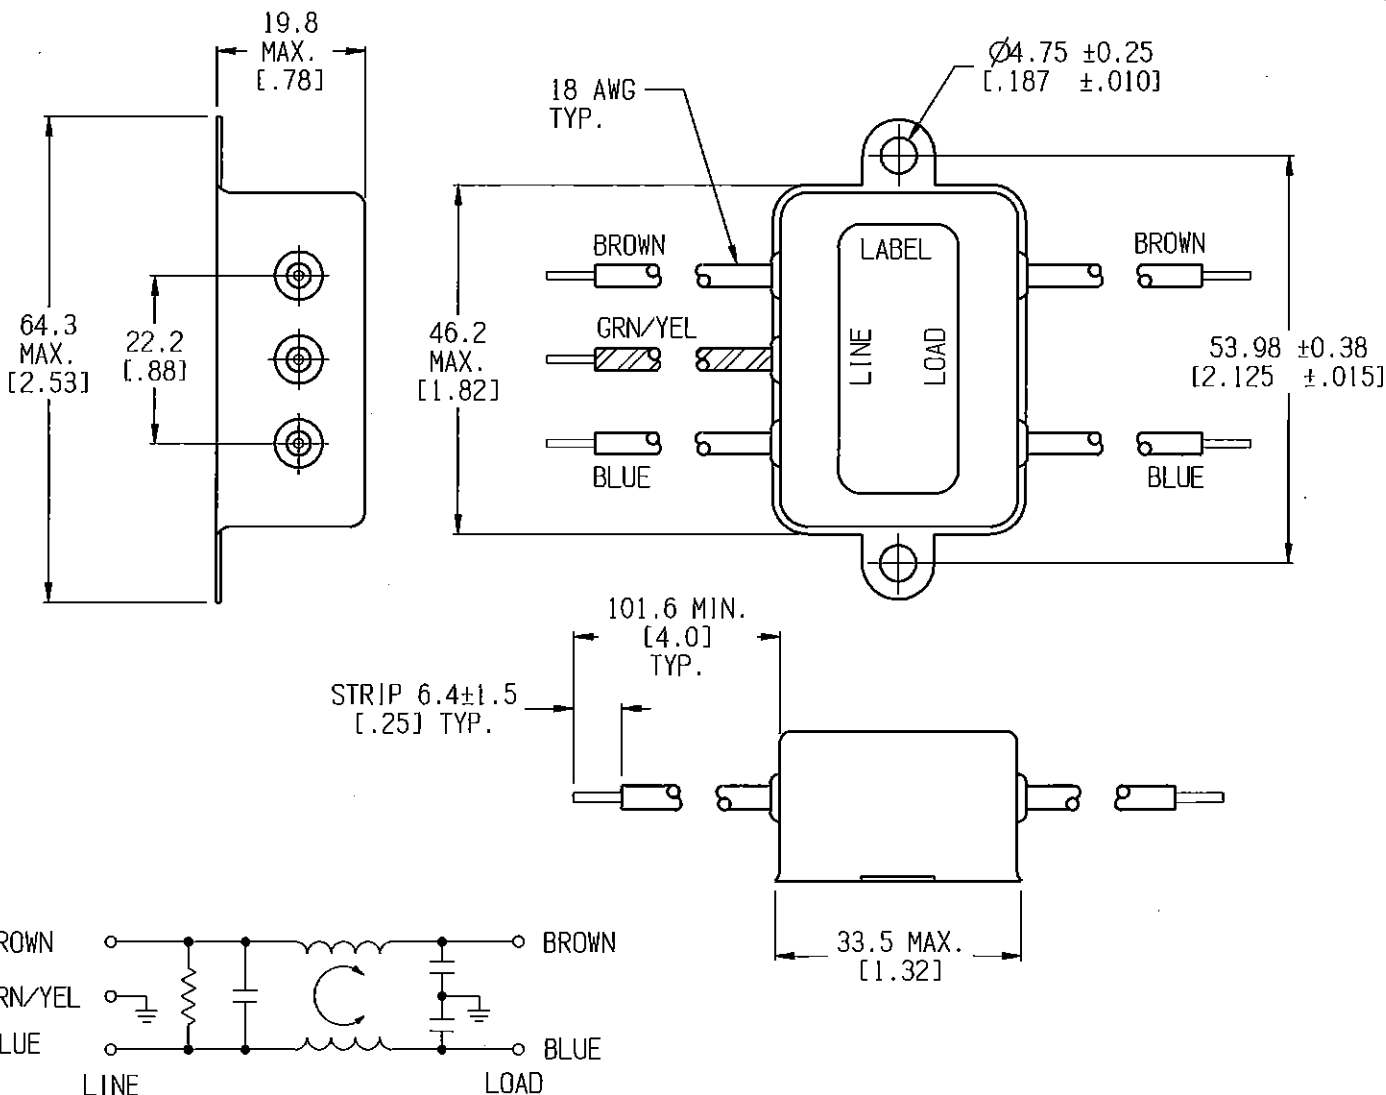 19.8
MAX.
[.78]
Ø4.75 ±0.25
[.187 ±.010]
18 AWG
TYP.
BROWN
LABEL
BROWN
GRN/YEL
LINE
LOAD
64.3
MAX.
[2.53]
22.2
[.88]
46.2
MAX.
[1.82]
53.98 ±0.38
[2.125 ±.015]
BLUE
BLUE
101.6 MIN.
[4.0]
TYP.
STRIP 6.4±1.5
[.25] TYP.
33.5 MAX.
[1.32]
ROWN
BROWN
RN/YEL
LUE
BLUE
LINE
LOAD